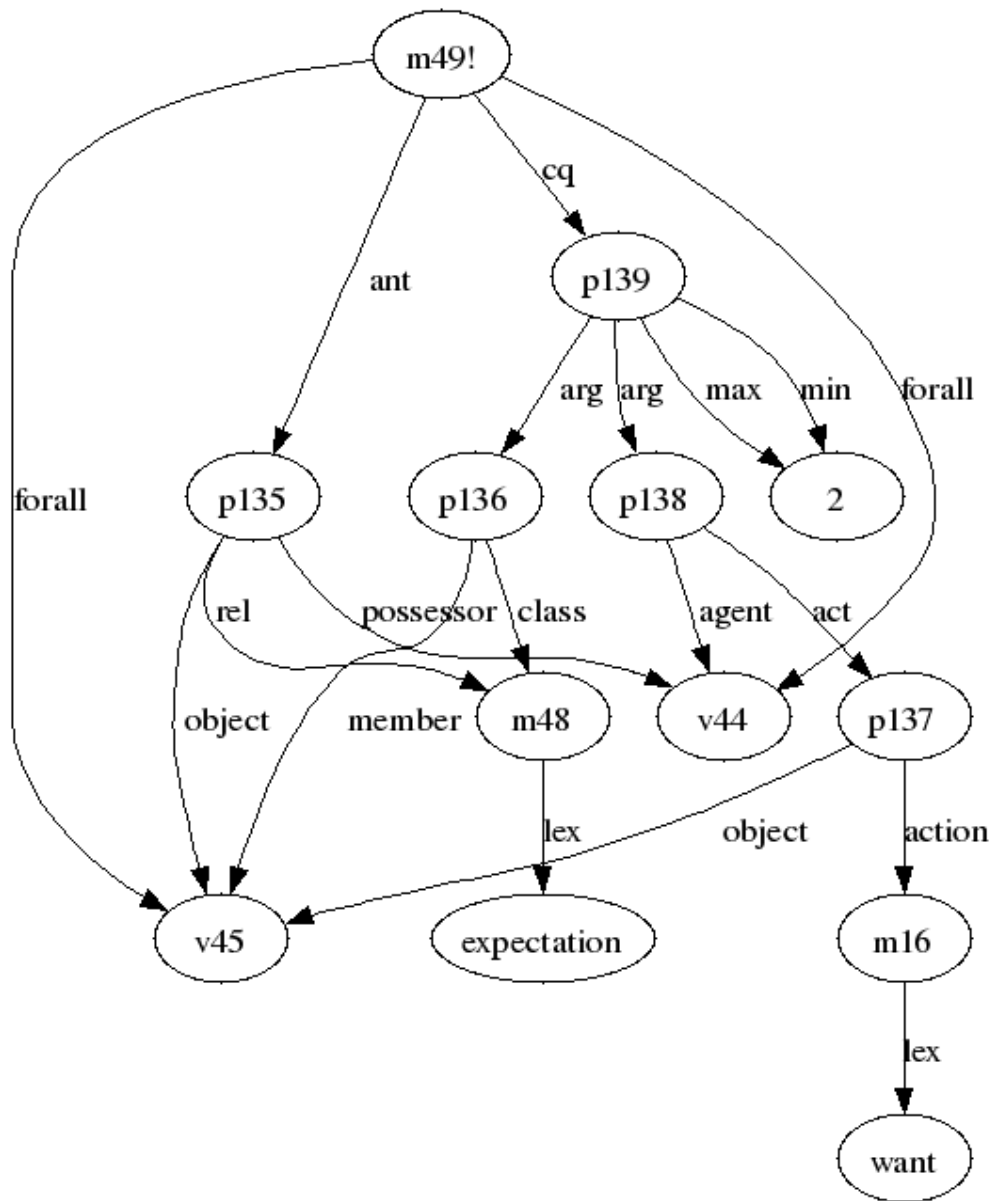 m49!
cq
p139
ant
arg arg max min forall
forall p135 p136 p138 2
rel possessor class agent act
object member m48 v44 p137
lex object action
v45 expectation m16
lex
want